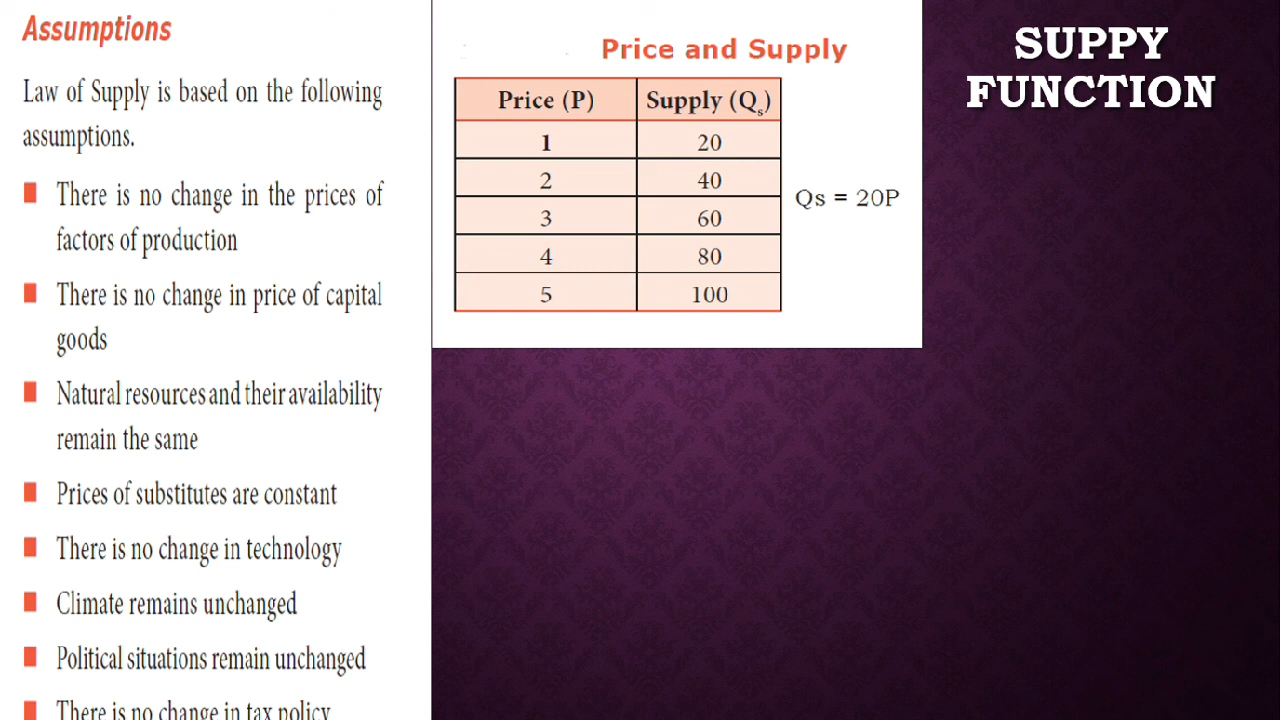 Assumptions
Law of Supply is based on the following
assumptions.
There is no change in the prices of
factors of production
There is no change in price of capital
goods
Natural resources and their availability
remain the same
Prices of substitutes are constant
There is no change in technology
Climate remains unchanged
Political situations remain unchanged
There is no change in tax policy
Price and Supply
Price (P) Supply (Qs)
1 20
2 40
3 60
4 80
5 100
Qs = 20P
SUPPY
FUNCTION